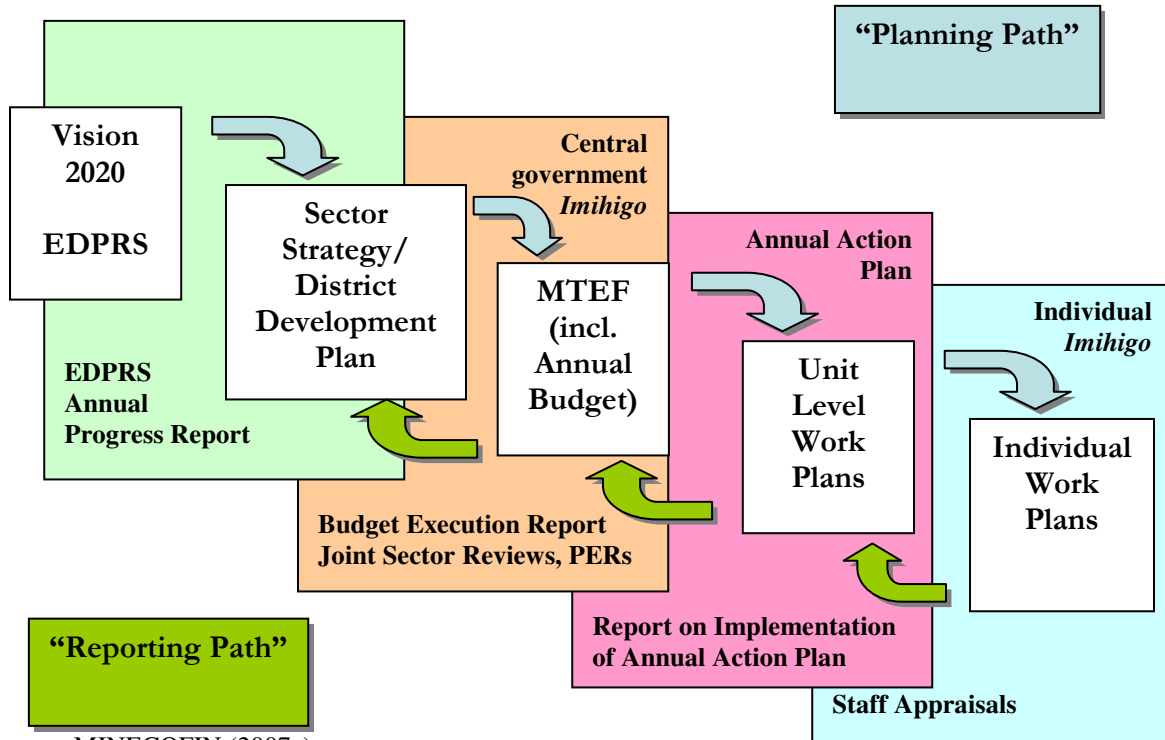 “Planning Path”
Vision
2020
EDPRS
Central
government
Imihigo
Sector
Strategy/
District
Development
Plan
Annual Action
Plan
MTEF
(incl.
Annual
Budget)
Individual
Imihigo
Unit
Level
Work
Plans
EDPRS
Annual
Progress Report
Individual
Work
Plans
Budget Execution Report
Joint Sector Reviews, PERs
“Reporting Path”
Report on Implementation
of Annual Action Plan
Staff Appraisals
MINECOFIN